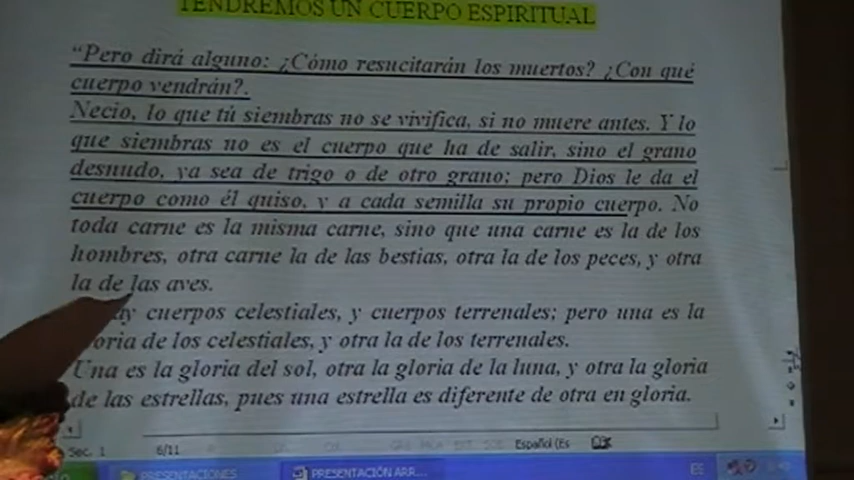 TENDREMOS UN CUERPO ESPIRITUAL
“Pero dirá alguno: ¿Cómo resucitarán los muertos? ¿Con qué
cuerpo vendrán?.
Necio, lo que tú siembras no se vivifica, si no muere antes. Y lo
que siembras no es el cuerpo que ha de salir, sino el grano
desnudo, ya sea de trigo o de otro grano; pero Dios le da el
cuerpo como él quiso, y a cada semilla su propio cuerpo. No
toda carne es la misma carne, sino que una carne es la de los
hombres, otra carne la de las bestias, otra la de los peces, y otra
la de las aves.
cuerpos celestiales, y cuerpos terrenales; pero una es la
de los celestiales, y otra la de los terrenales.
Una es la gloria del sol, otra la gloria de la luna, y otra la gloria
de las estrellas, pues una estrella es diferente de otra en gloria.
Sec. 1 6/11 Español (Es
PRESENTACIONES PRESENTACIÓN ARR... ES